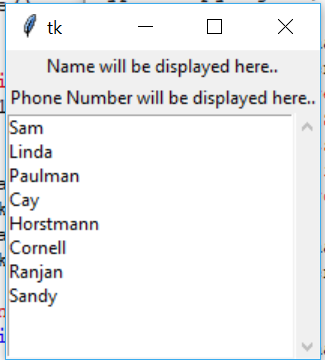 tk
Name will be displayed here..
Phone Number will be displayed here..
Sam
Linda
Paulman
Cay
Horstmann
Cornell
Ranjan
Sandy